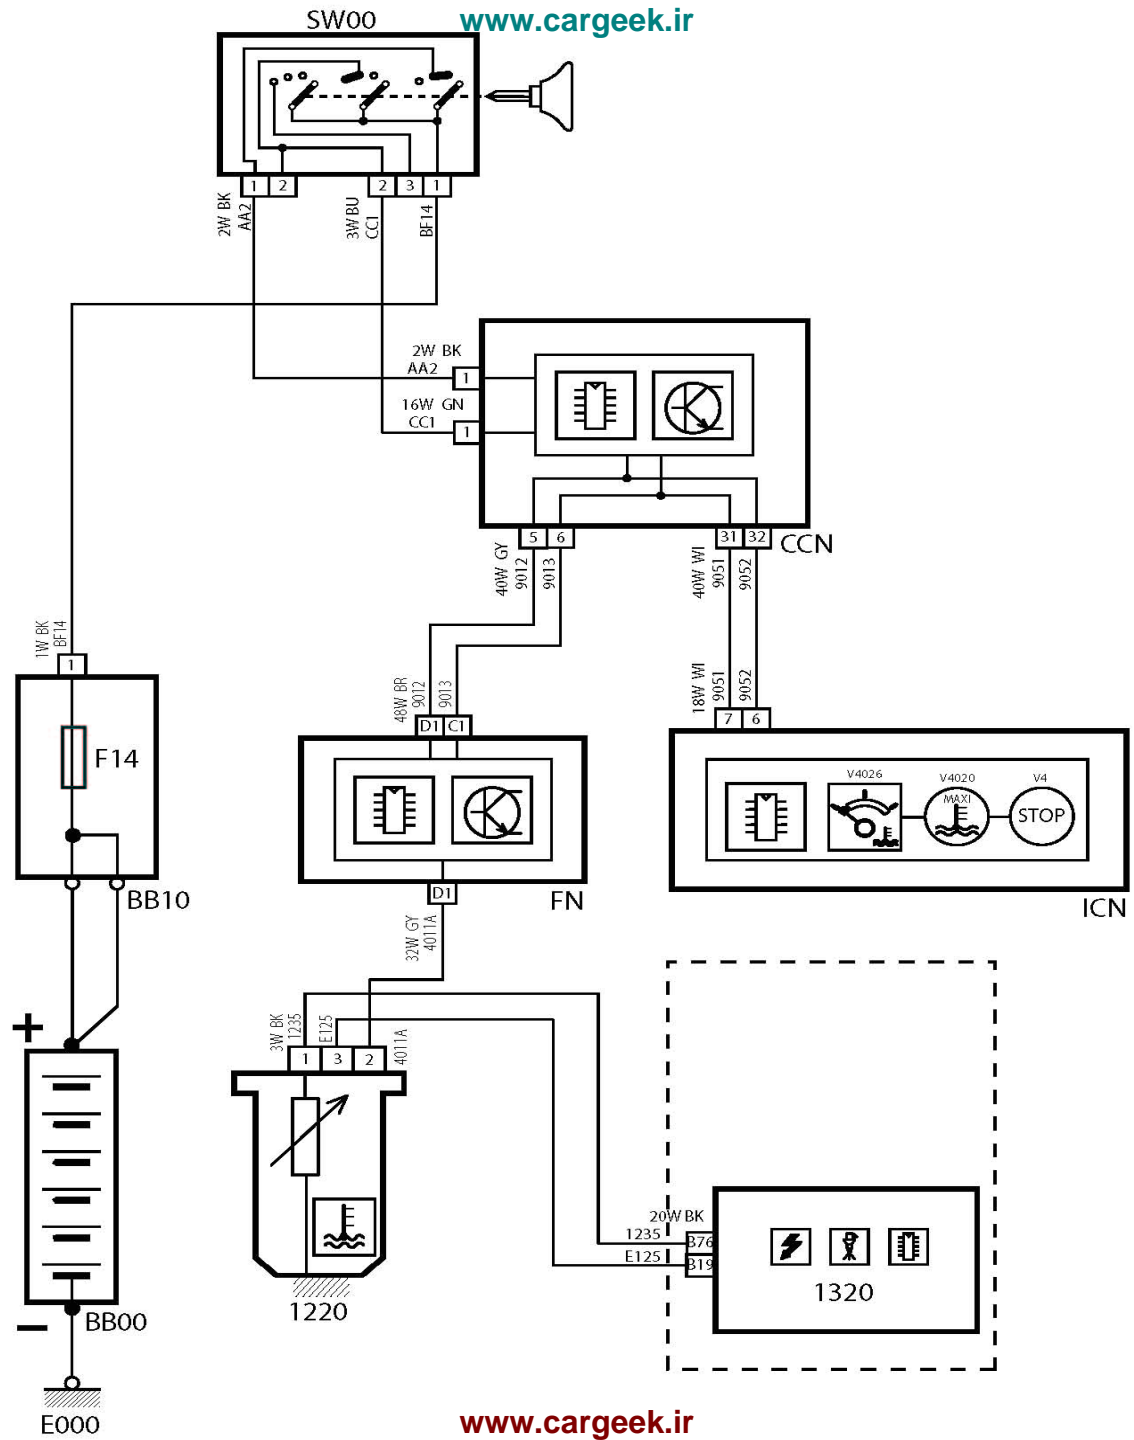 www.cargeek.ir
SW00
1 2 2 3 1
2W BK
AA2
3W BU
CC1
BF14
2W BK
AA2
1
16W GN
CC1
1
5 6 31 32
CCN
40W GY
9012
9013
40W WI
9051
9052
1W BK
BF14
1
F14
BB10
48W BR
9012
9013
D1 C1
18W WI
9051
9052
7 6
V4026
V4020
V4
MAXI
STOP
ICN
D1
FN
32W GY
4011A
3W BK
1235
E125
4011A
1 3 2
1220
+
BB00
−
E000
20W BK
1235
B76
E125
B19
1320
www.cargeek.ir